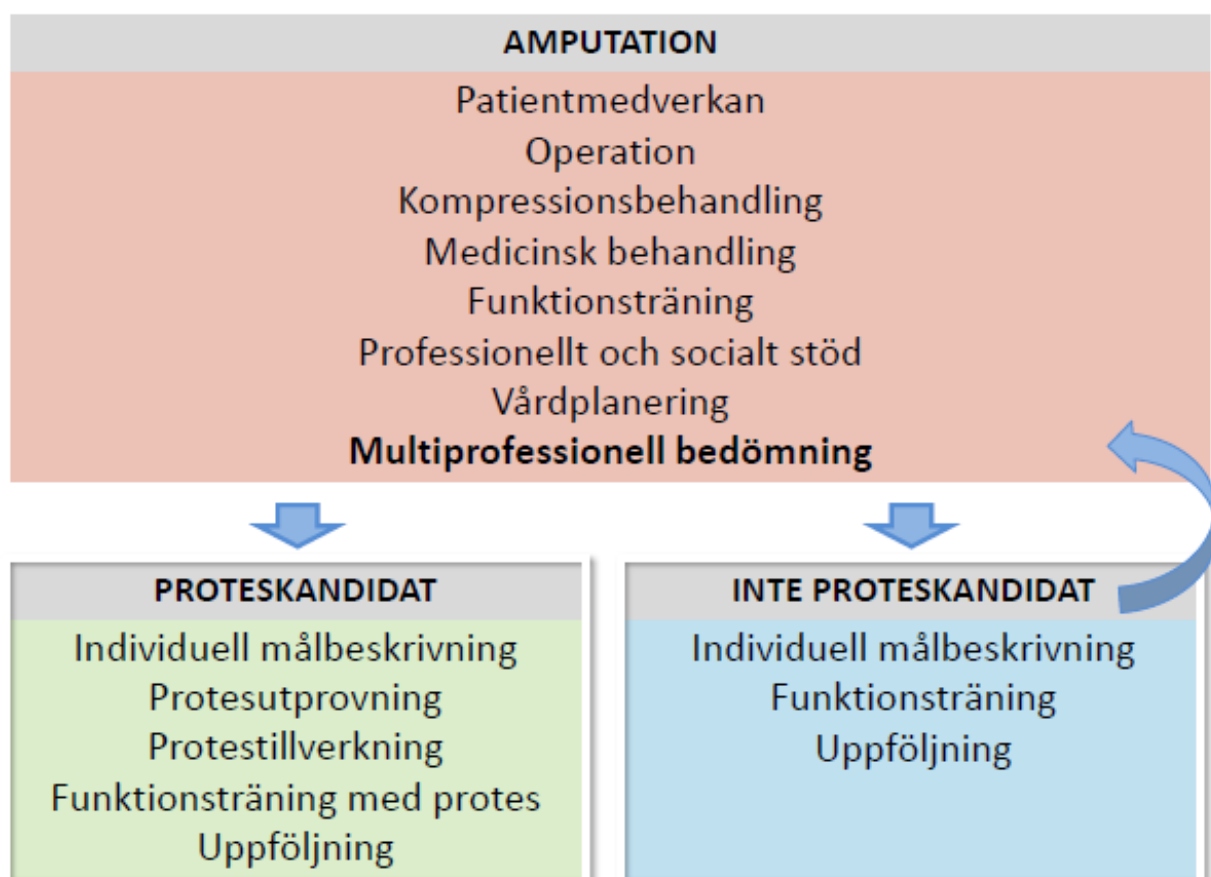 AMPUTATION
Patientmedverkan
Operation
Kompressionsbehandling
Medicinsk behandling
Funktionsträning
Professionellt och socialt stöd
Vårdplanering
Multiprofessionell bedömning
PROTESKANDIDAT
Individuell målbeskrivning
Protesutprovning
Protestillverkning
Funktionsträning med protes
Uppföljning
INTE PROTESKANDIDAT
Individuell målbeskrivning
Funktionsträning
Uppföljning